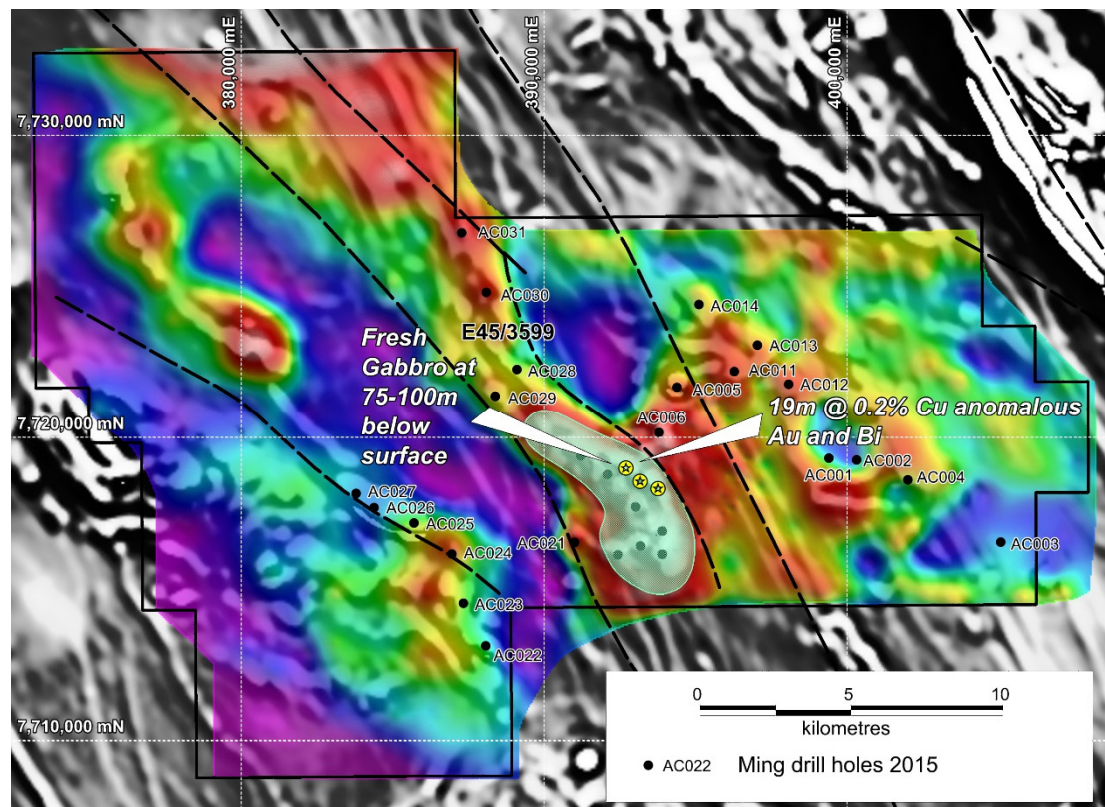 380,000 mE
390,000 mE
400,000 mE
7,730,000 mN
AC031
AC030
AC014
E45/3599
Fresh
Gabbro at
75-100m
below
surface
AC013
AC028
AC011
AC005
AC012
AC029
19m @ 0.2% Cu anomalous
Au and Bi
AC006
7,720,000 mN
AC001
AC002
AC004
AC027
AC026
AC025
AC021
AC003
AC024
AC023
AC022
7,710,000 mN
0 5 10
kilometres
AC022 Ming drill holes 2015